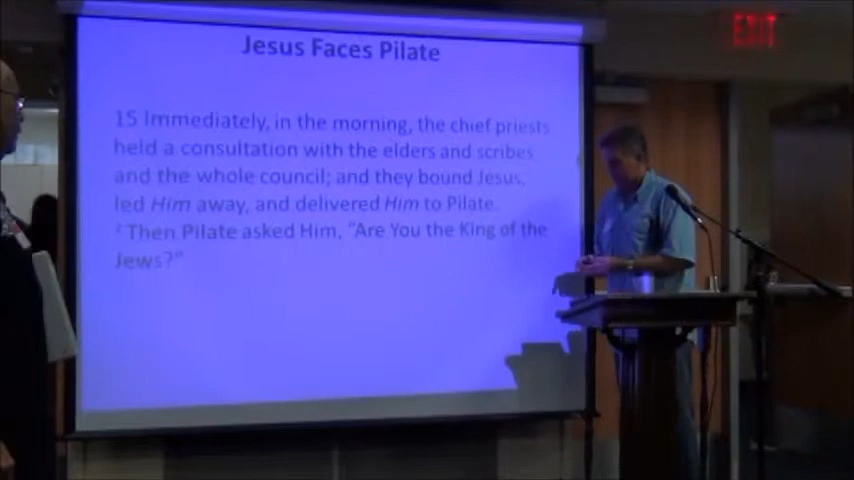 Jesus Faces Pilate
15 Immediately, in the morning, the chief priests
held a consultation with the elders and scribes
and the whole council; and they bound Jesus,
led Him away, and delivered Him to Pilate.
2 Then Pilate asked Him, “Are You the King of the
Jews?”
EXIT